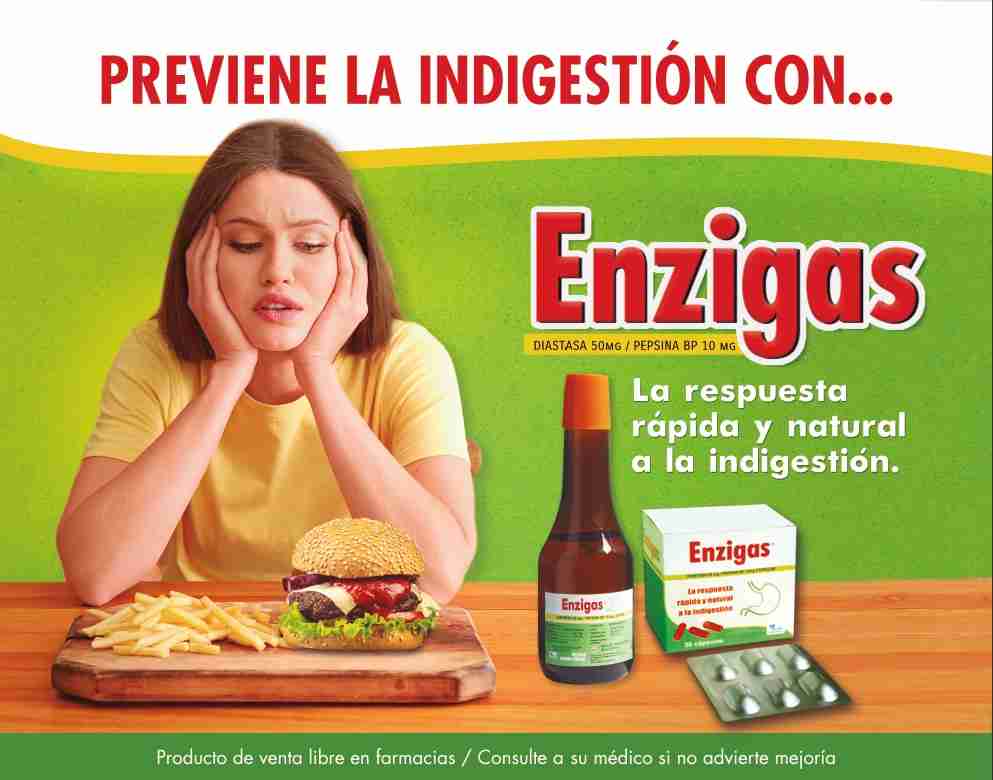 PREVIENE LA INDIGESTIÓN CON...
Enzigas
DIASTASA 50MG / PEPSINA BP 10 MG
La respuesta
rápida y natural
a la indigestión.
Enzigas
La respuesta
rápida y natural
a la indigestión
Enzigas
Producto de venta libre en farmacias / Consulte a su médico si no advierte mejoría